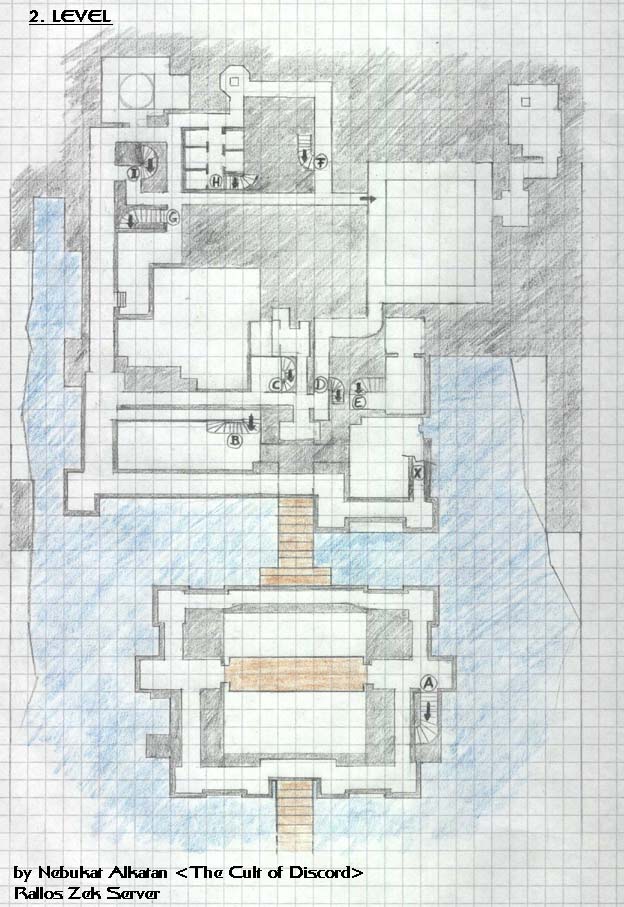 2. LEVEL
I
H
F
G
C
D
E
B
X
A
by Nebukat Alkatan <The Cult of Discord>
Rallos Zek Server